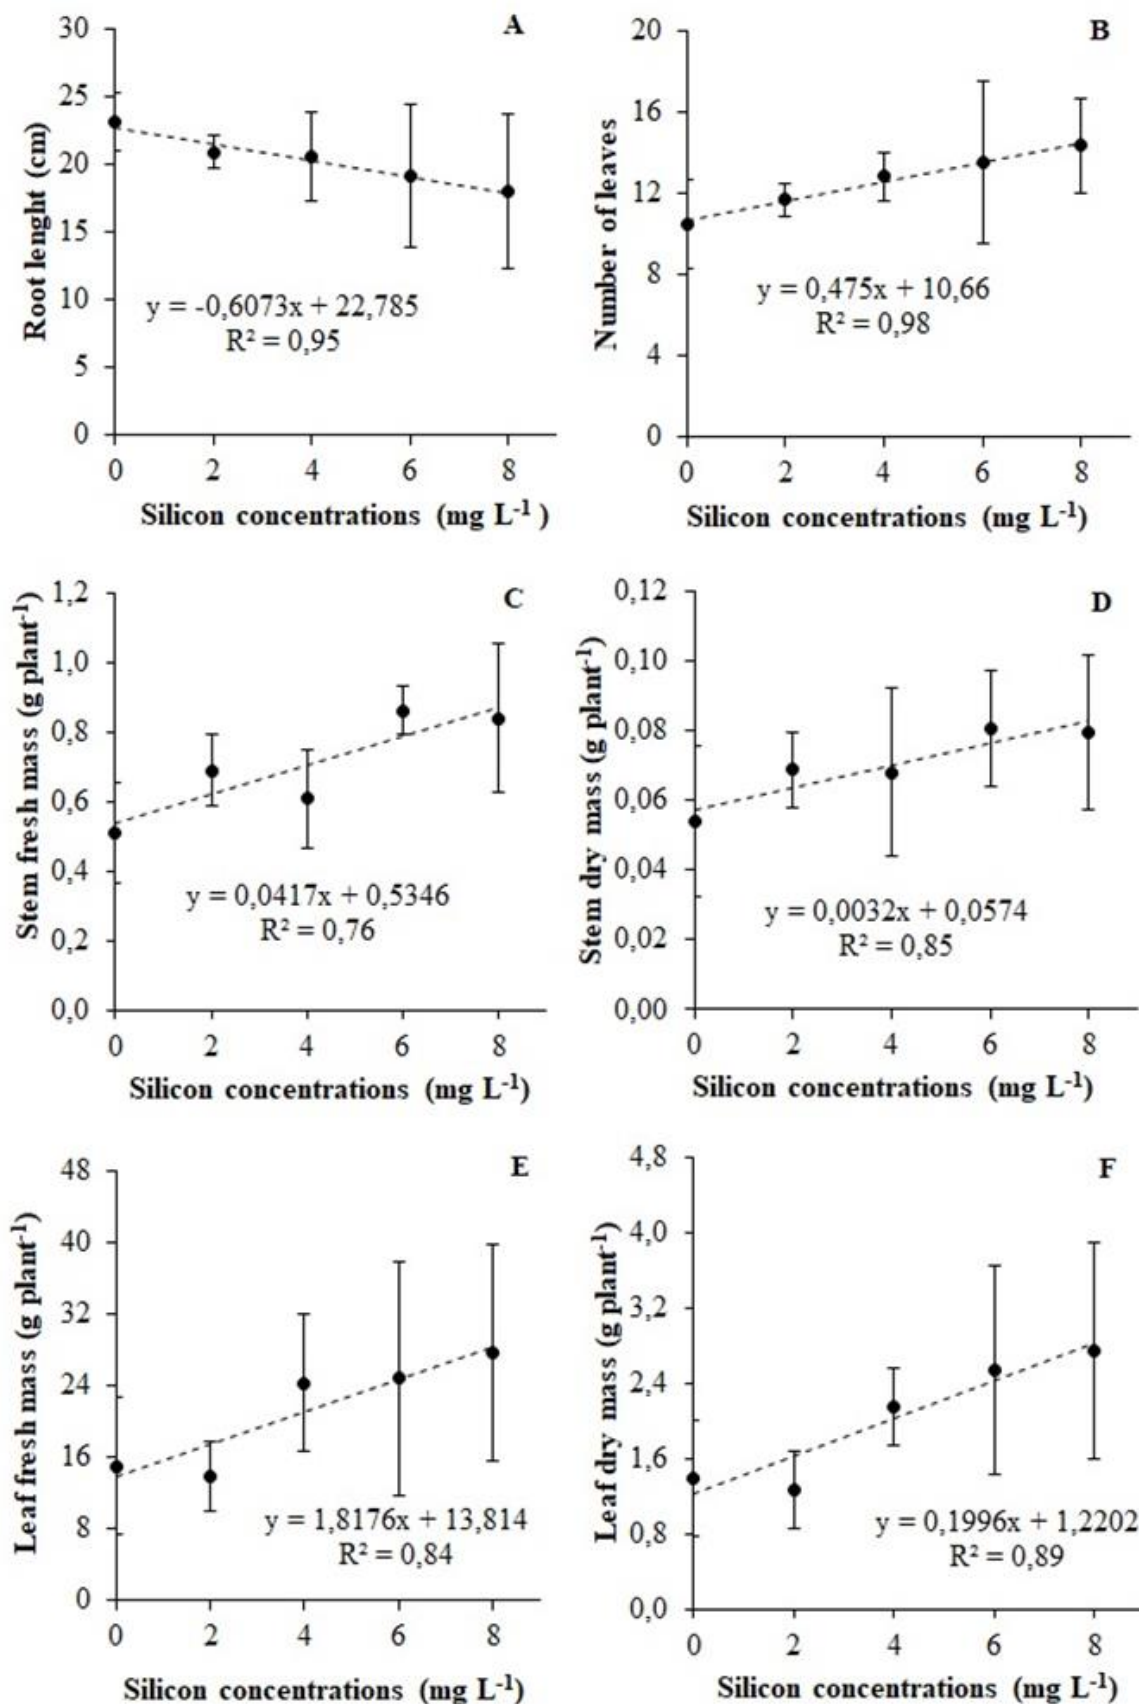 A
Root lenght (cm)
30
25
20
15
10
5
0
y = -0,6073x + 22,785
R² = 0,95
0 2 4 6 8
Silicon concentrations (mg L⁻¹ )
B
Number of leaves
20
16
12
8
4
0
y = 0,475x + 10,66
R² = 0,98
0 2 4 6 8
Silicon concentrations (mg L⁻¹)
C
Stem fresh mass (g plant⁻¹)
1,2
1,0
0,8
0,6
0,4
0,2
0,0
y = 0,0417x + 0,5346
R² = 0,76
0 2 4 6 8
Silicon concentrations (mg L⁻¹)
D
Stem dry mass (g plant⁻¹)
0,12
0,10
0,08
0,06
0,04
0,02
0,00
y = 0,0032x + 0,0574
R² = 0,85
0 2 4 6 8
Silicon concentrations (mg L⁻¹)
E
Leaf fresh mass (g plant⁻¹)
48
40
32
24
16
8
0
y = 1,8176x + 13,814
R² = 0,84
0 2 4 6 8
Silicon concentrations (mg L⁻¹)
F
Leaf dry mass (g plant⁻¹)
4,8
4,0
3,2
2,4
1,6
0,8
0,0
y = 0,1996x + 1,2202
R² = 0,89
0 2 4 6 8
Silicon concentrations (mg L⁻¹)